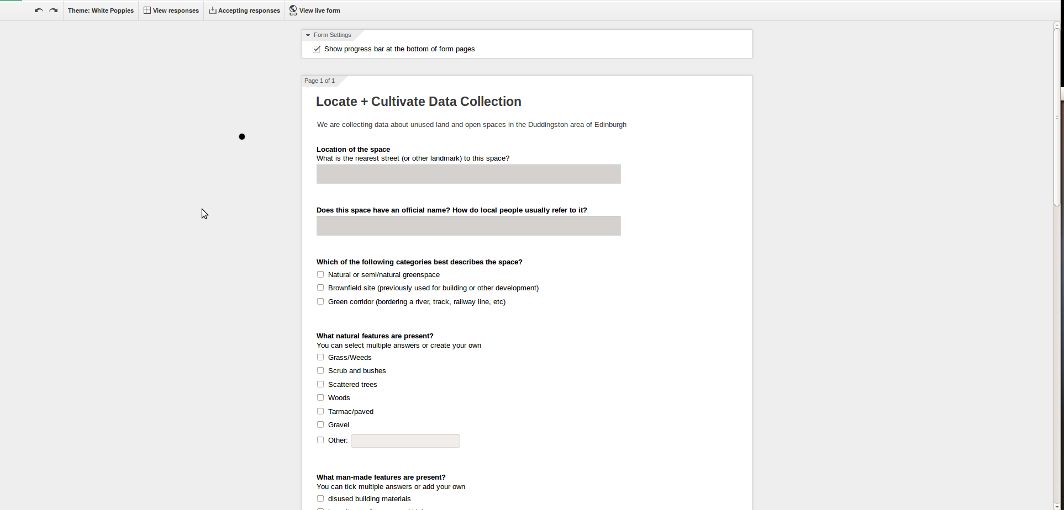 Theme: White Poppies
View responses
Accepting responses
View live form
Form Settings
Show progress bar at the bottom of form pages
Page 1 of 1
Locate + Cultivate Data Collection
We are collecting data about unused land and open spaces in the Duddingston area of Edinburgh
Location of the space
What is the nearest street (or other landmark) to this space?
Does this space have an official name? How do local people usually refer to it?
Which of the following categories best describes the space?
Natural or semi/natural greenspace
Brownfield site (previously used for building or other development)
Green corridor (bordering a river, track, railway line, etc)
What natural features are present?
You can select multiple answers or create your own
Grass/Weeds
Scrub and bushes
Scattered trees
Woods
Tarmac/paved
Gravel
Other:
What man-made features are present?
You can tick multiple answers or add your own
disused building materials